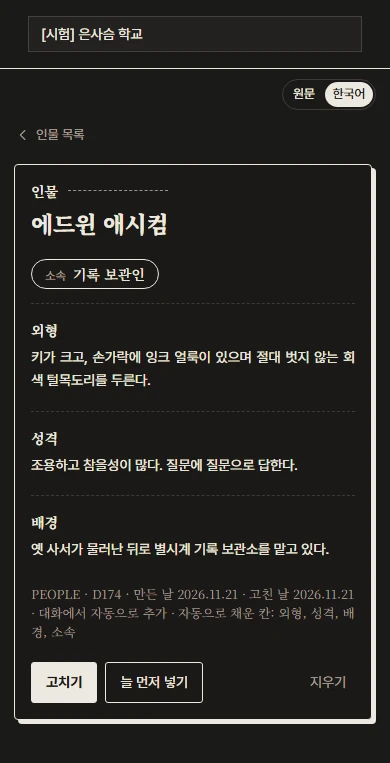 [시험] 은사슴 학교
원문 한국어
인물 목록
인물
에드윈 애시컴
소속 기록 보관인
외형
키가 크고, 손가락에 잉크 얼룩이 있으며 절대 벗지 않는 회
색 털목도리를 두른다.
성격
조용하고 참을성이 많다. 질문에 질문으로 답한다.
배경
옛 사서가 물러난 뒤로 별시계 기록 보관소를 맡고 있다.
PEOPLE · D174 · 만든 날 2026.11.21 · 고친 날 2026.11.21
· 대화에서 자동으로 추가 · 자동으로 채운 칸: 외형, 성격, 배
경, 소속
고치기 늘 먼저 넣기 지우기